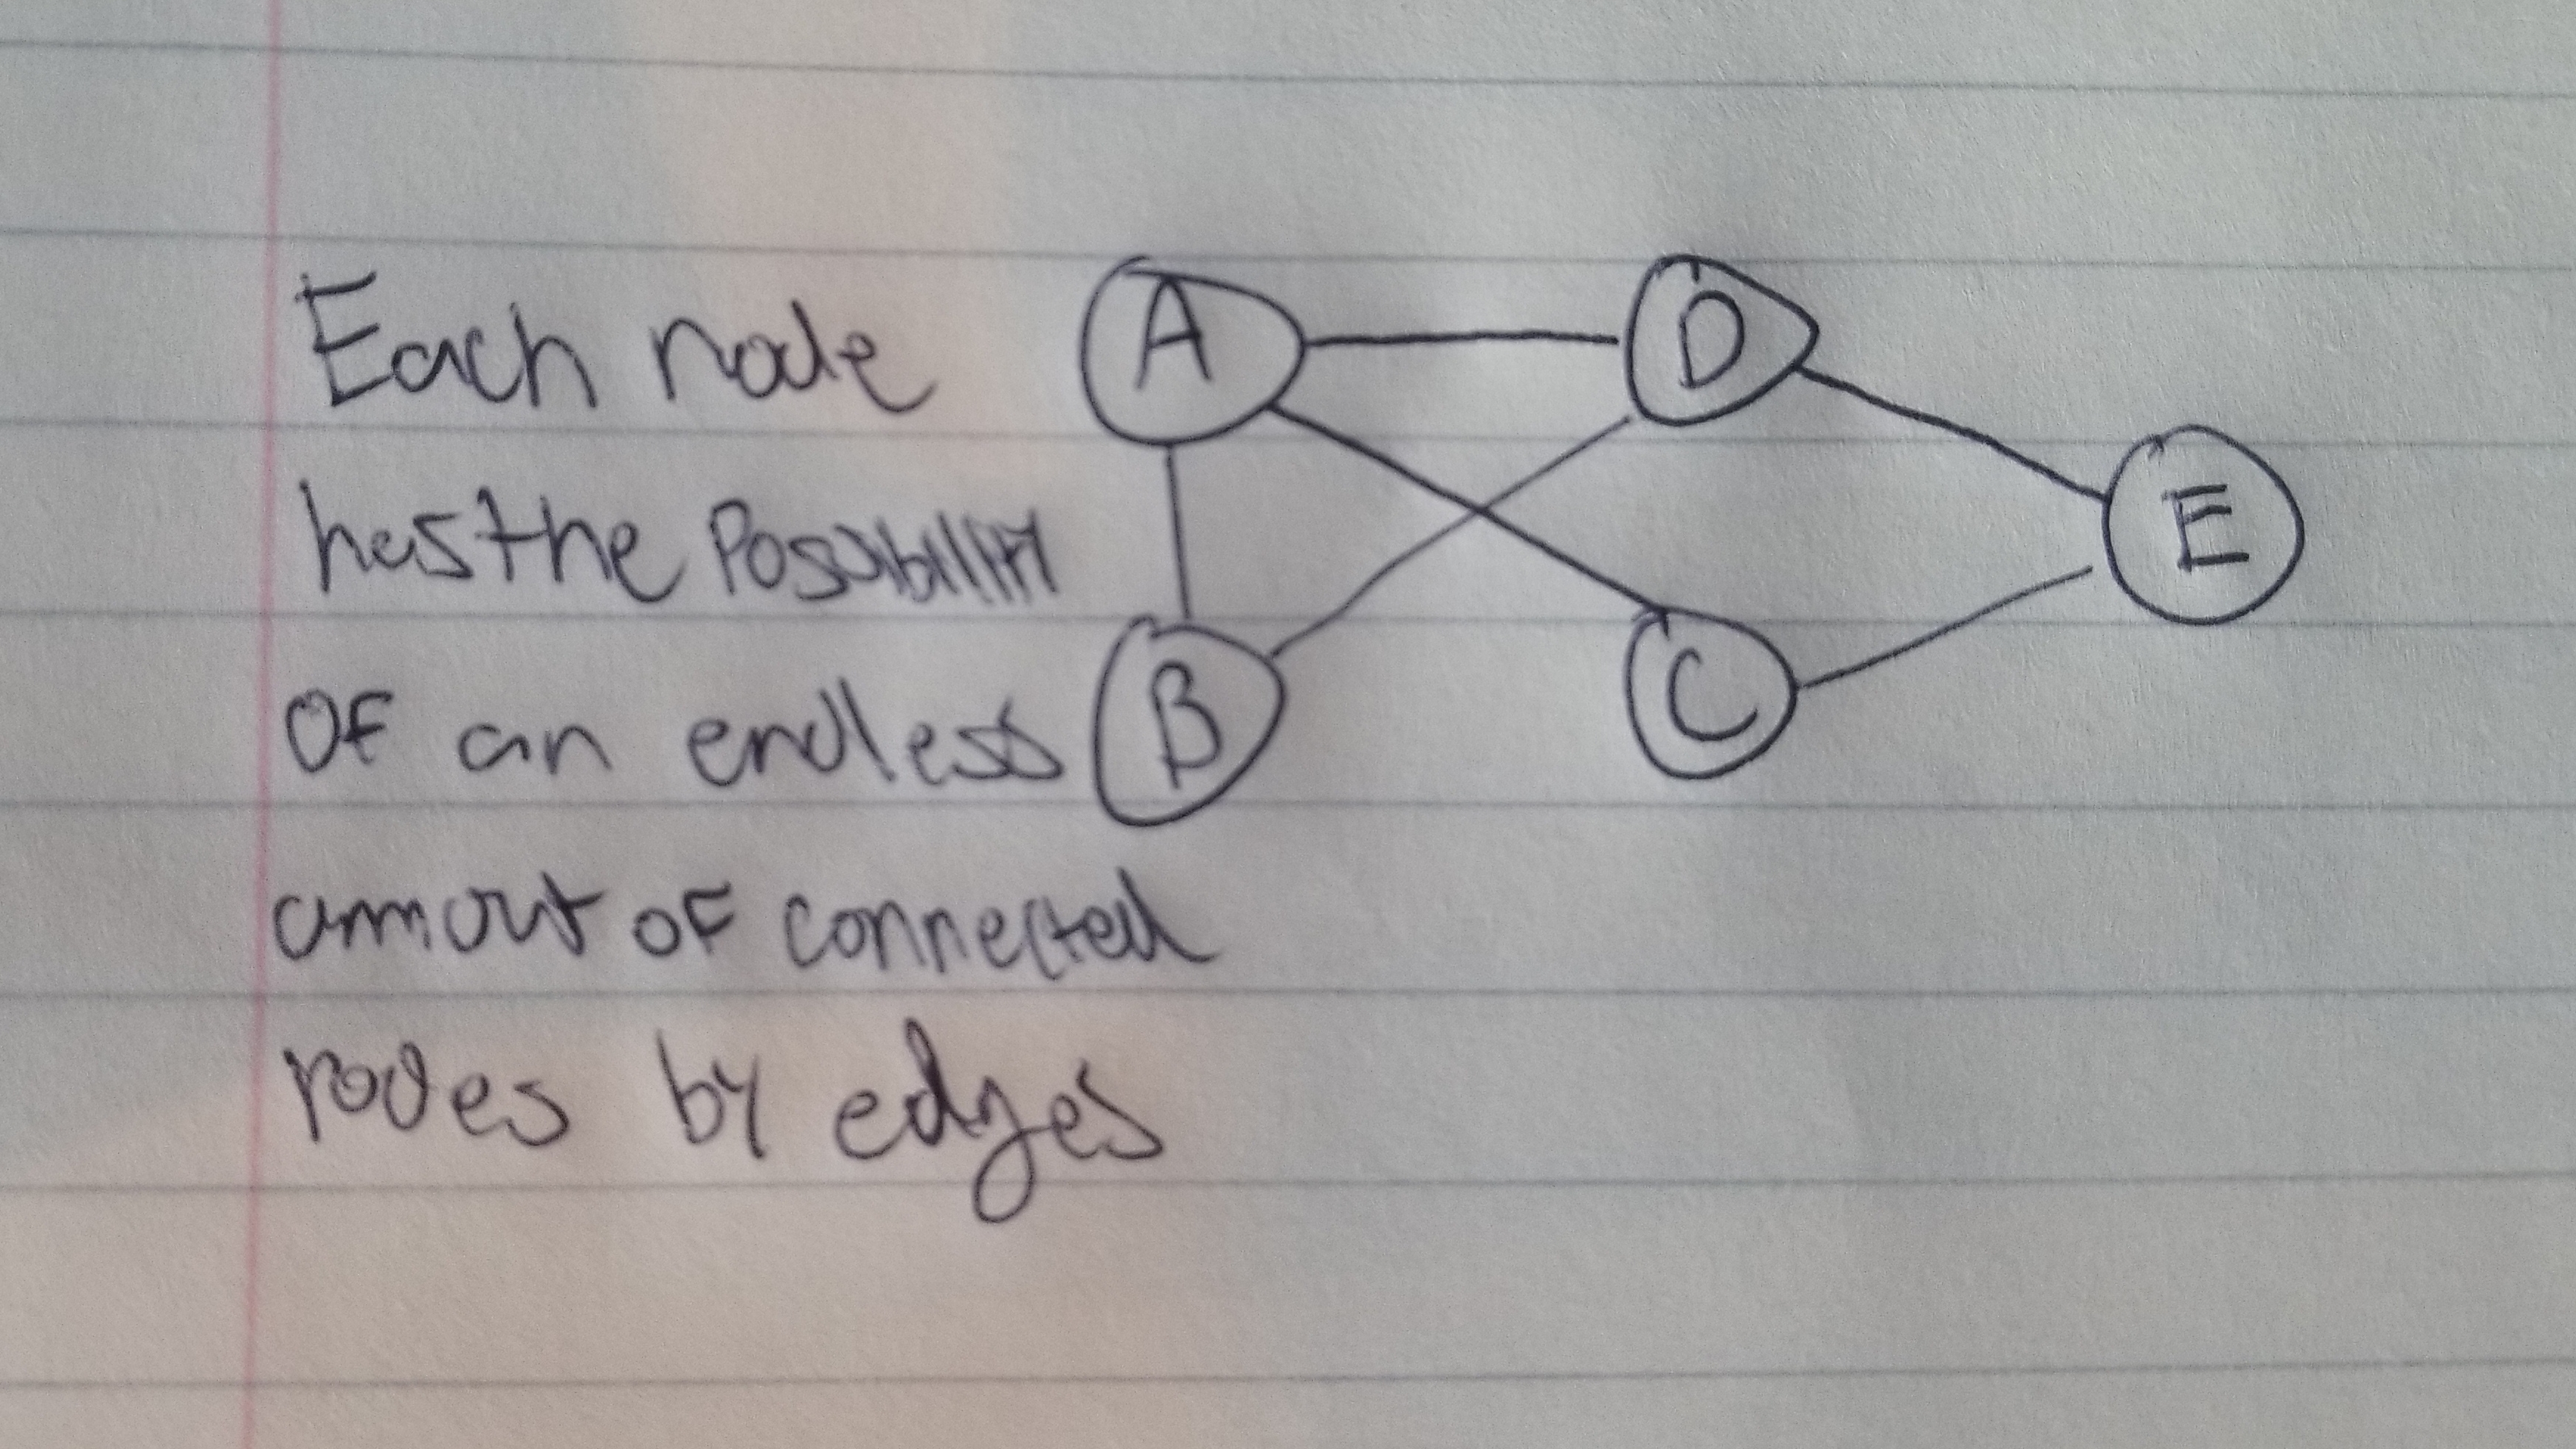 Each node
has the Possibility
OF an endless
amount OF connected
nodes by edges
A
D
E
B
C